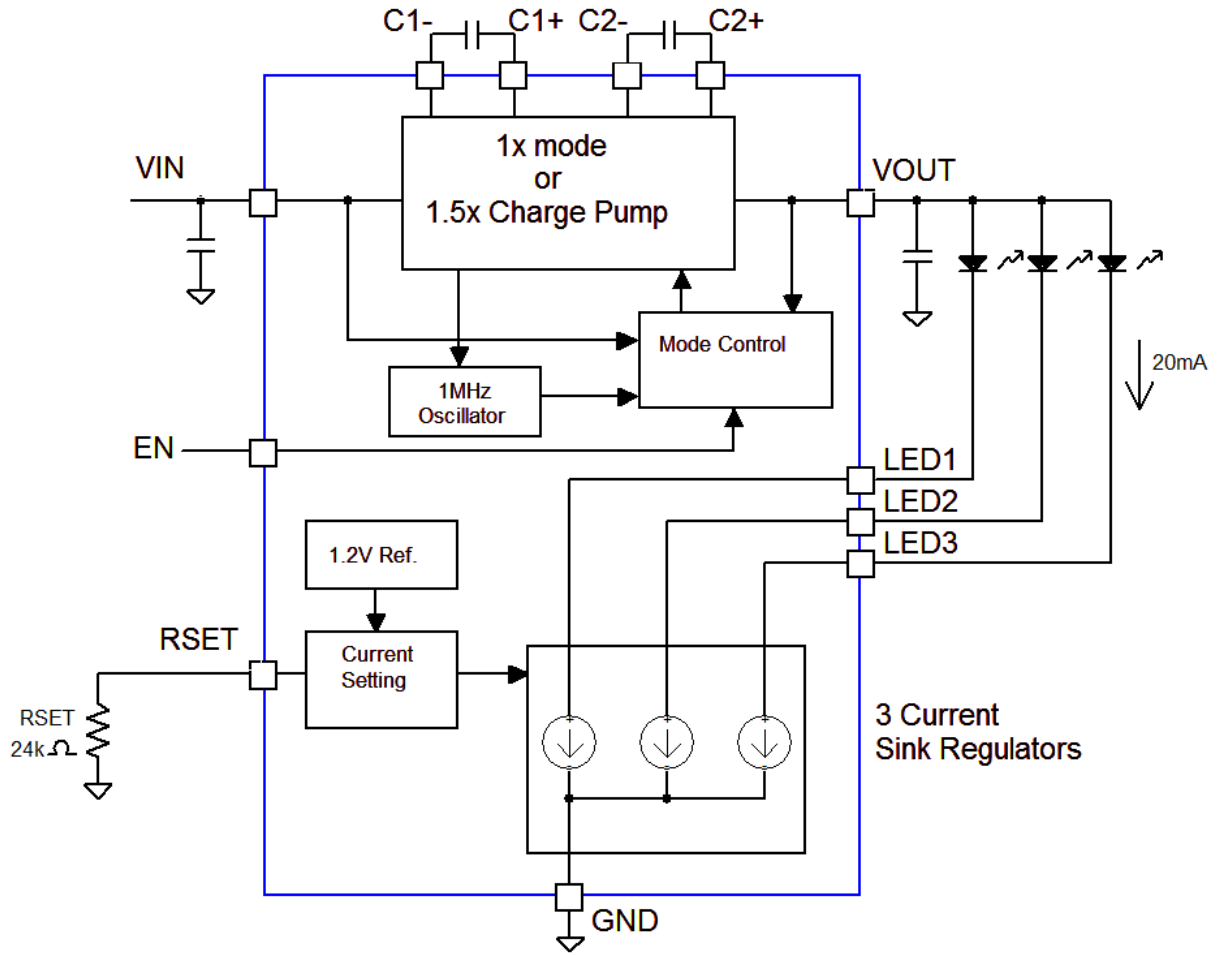 C1-
C1+
C2-
C2+
1x mode
or
1.5x Charge Pump
VIN
VOUT
Mode Control
20mA
1MHz
Oscillator
EN
LED1
LED2
LED3
1.2V Ref.
RSET
Current
Setting
RSET
24kΩ
3 Current
Sink Regulators
GND